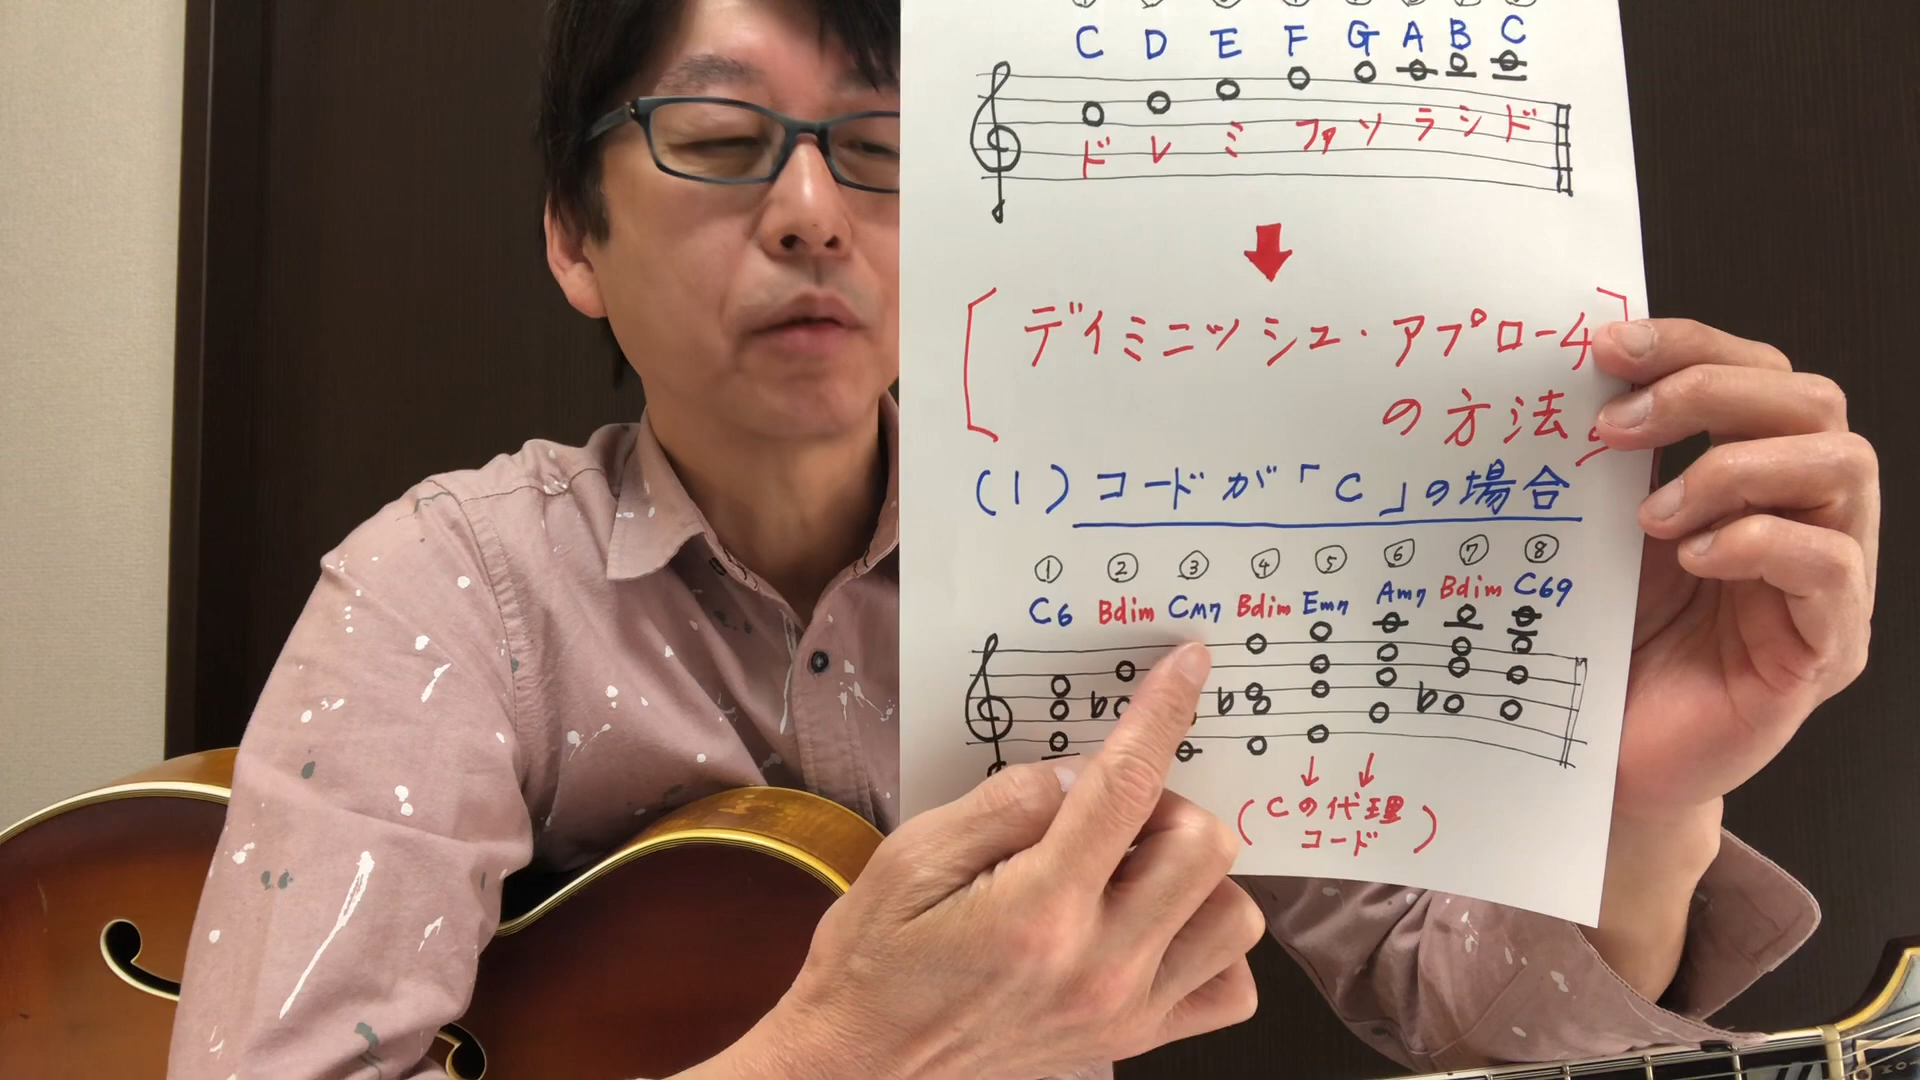 C D E F G A B C
ド レ ミ ファ ソ ラ シ ド
ディミニッシュ・アプローチ
の方法
(1) コードが「C」の場合
① ② ③ ④ ⑤ ⑥ ⑦ ⑧
C6 Bdim CM7 Bdim Em7 Am7 Bdim C69
(Cの代理
コード)